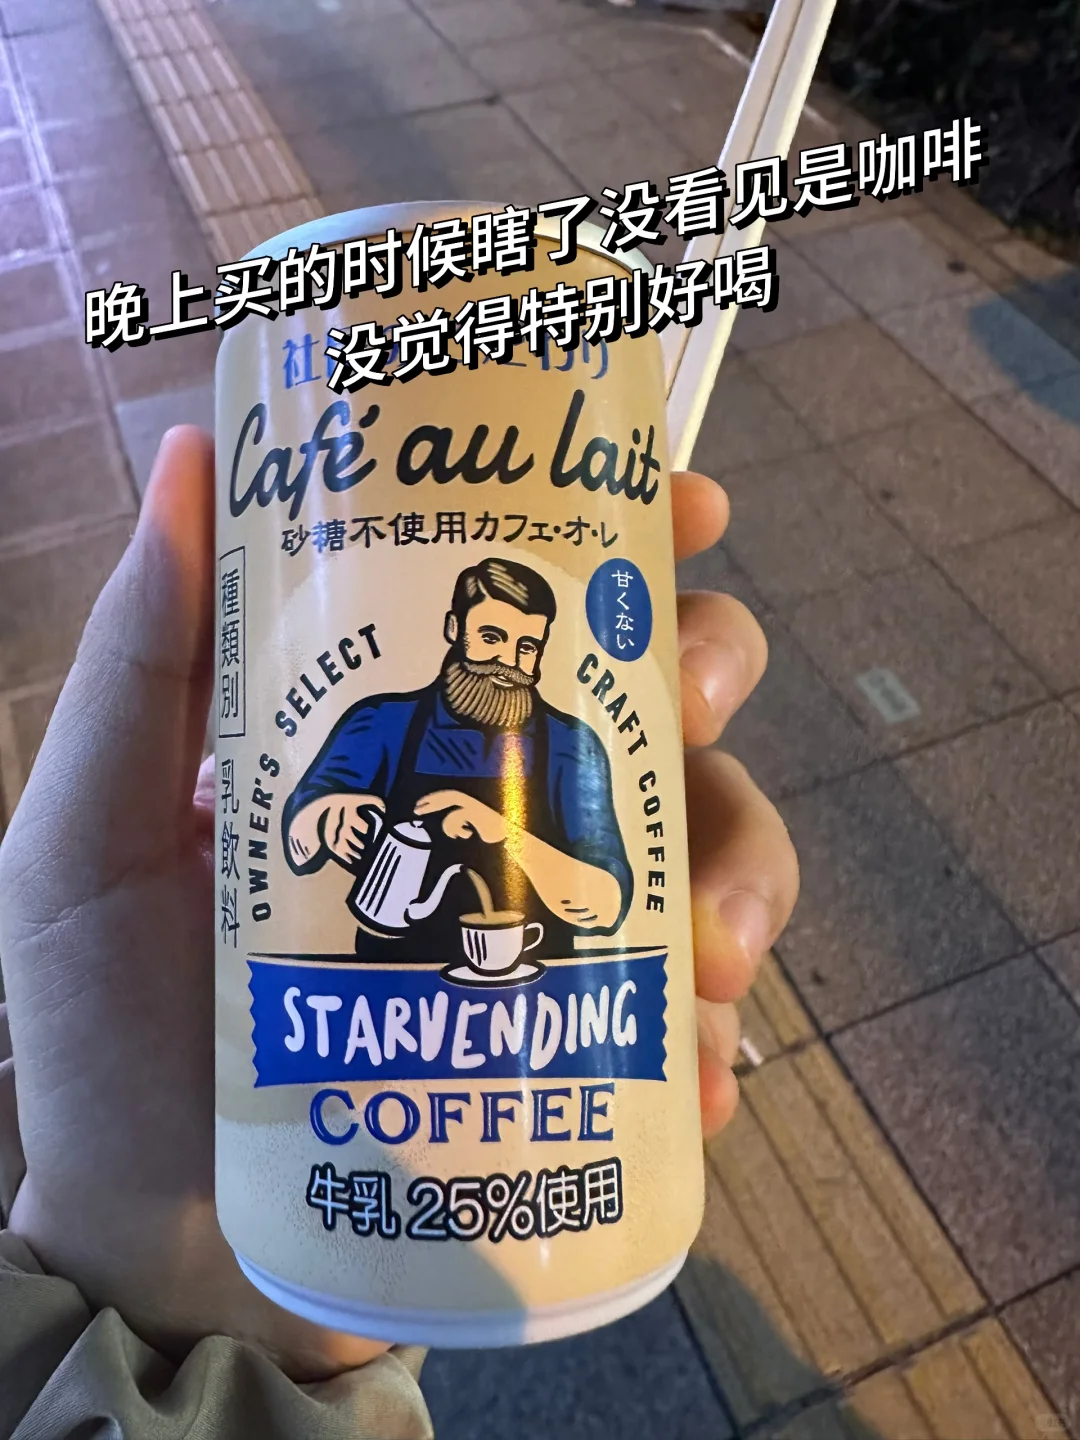 晚上买的时候瞎了没看见是咖啡
没觉得特别好喝
Café au lait
砂糖不使用カフェ・オ・レ
甘くない
種類別 乳飲料
OWNER'S SELECT
CRAFT COFFEE
STARVENDING
COFFEE
牛乳25%使用